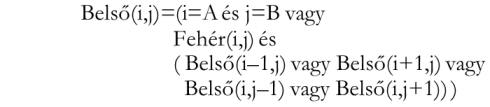 Belső(i,j)=(i=A és j=B vagy
Fehér(i,j) és
( Belső(i–1,j) vagy Belső(i+1,j) vagy
Belső(i,j–1) vagy Belső(i,j+1)))